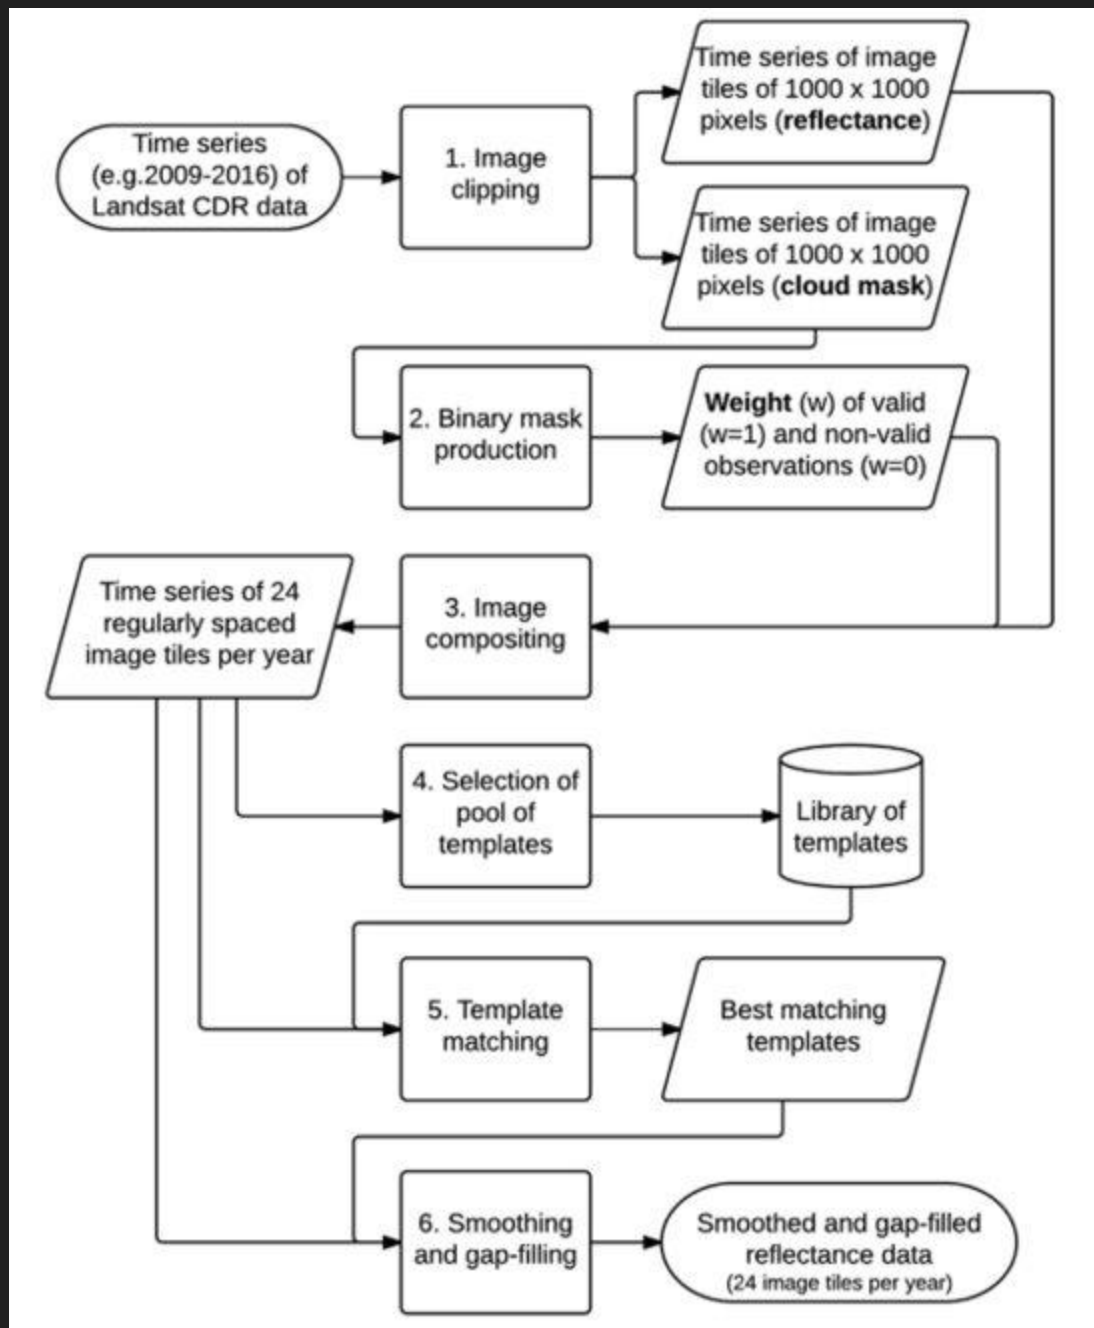 Time series
(e.g.2009-2016) of
Landsat CDR data
1. Image
clipping
Time series of image
tiles of 1000 x 1000
pixels (reflectance)
Time series of image
tiles of 1000 x 1000
pixels (cloud mask)
2. Binary mask
production
Weight (w) of valid
(w=1) and non-valid
observations (w=0)
Time series of 24
regularly spaced
image tiles per year
3. Image
compositing
4. Selection of
pool of
templates
Library of
templates
5. Template
matching
Best matching
templates
6. Smoothing
and gap-filling
Smoothed and gap-filled
reflectance data
(24 image tiles per year)